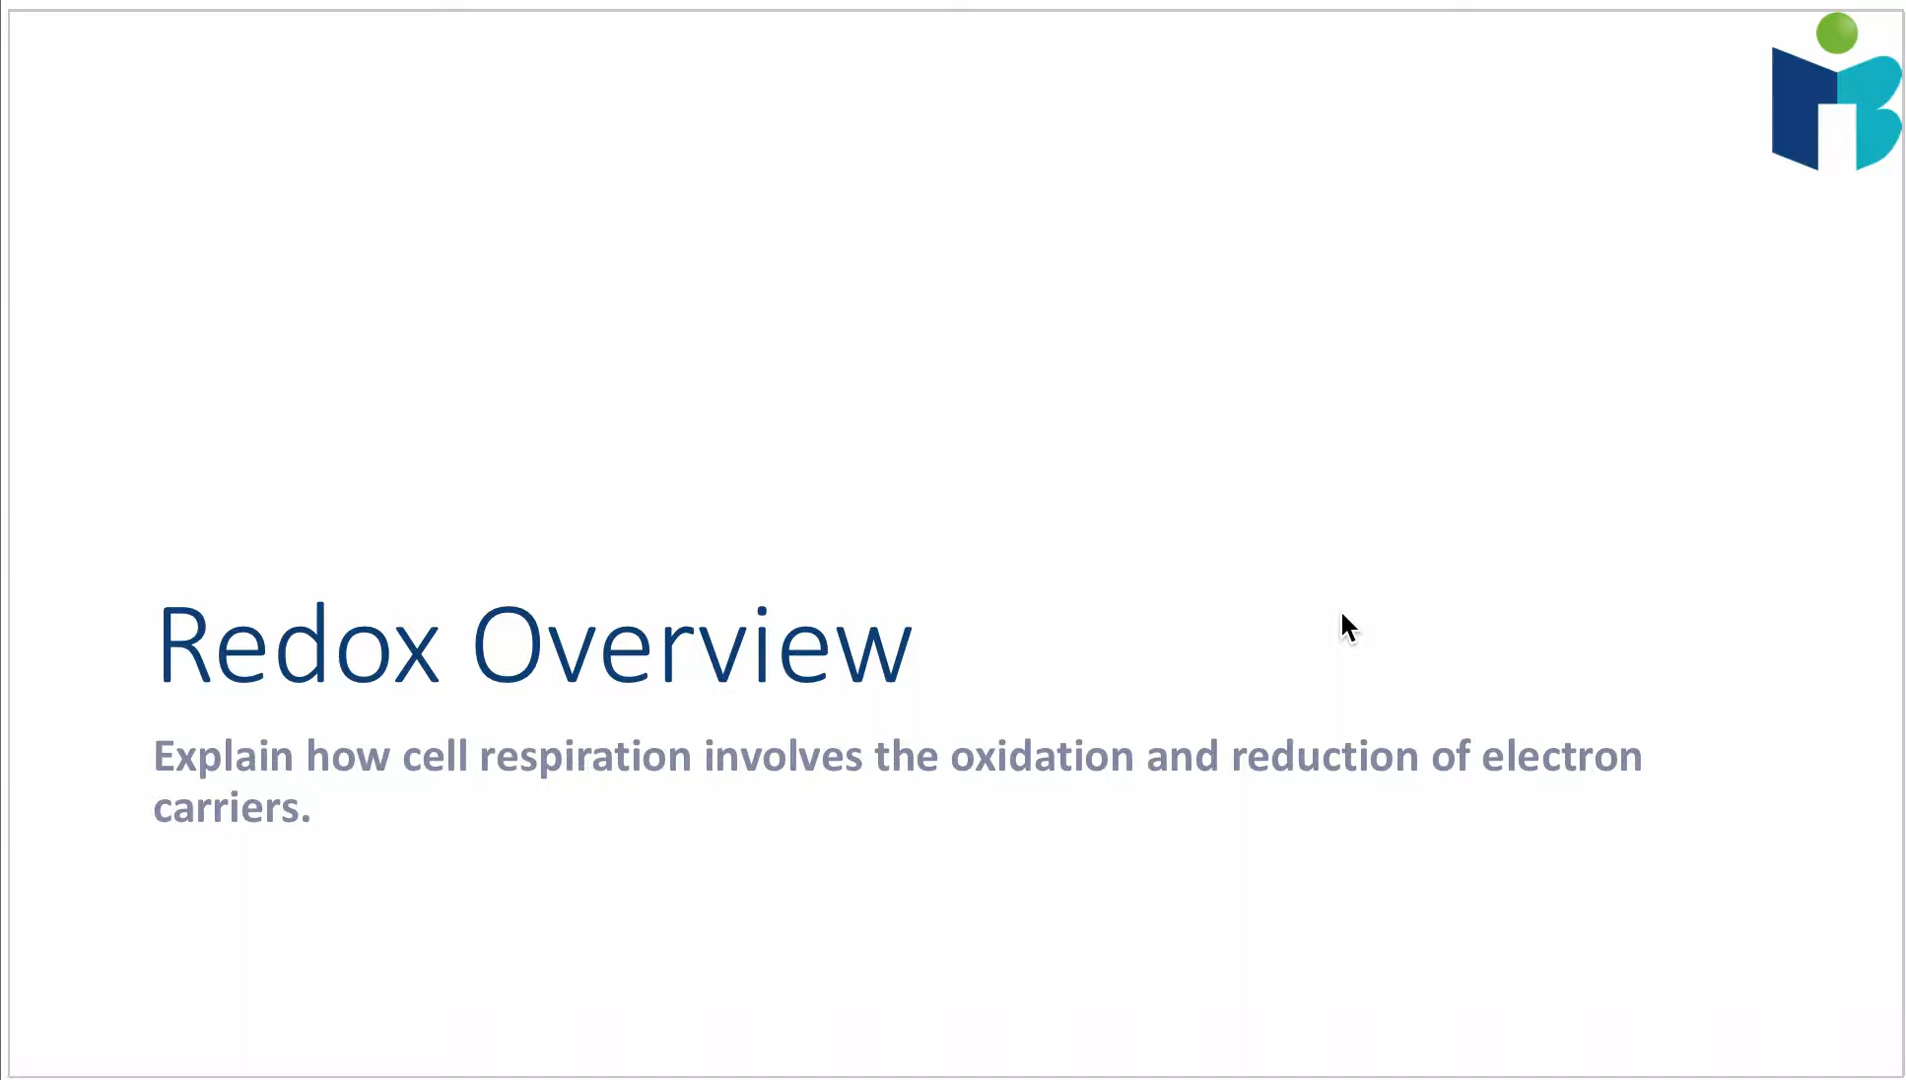 Redox Overview
Explain how cell respiration involves the oxidation and reduction of electron
carriers.